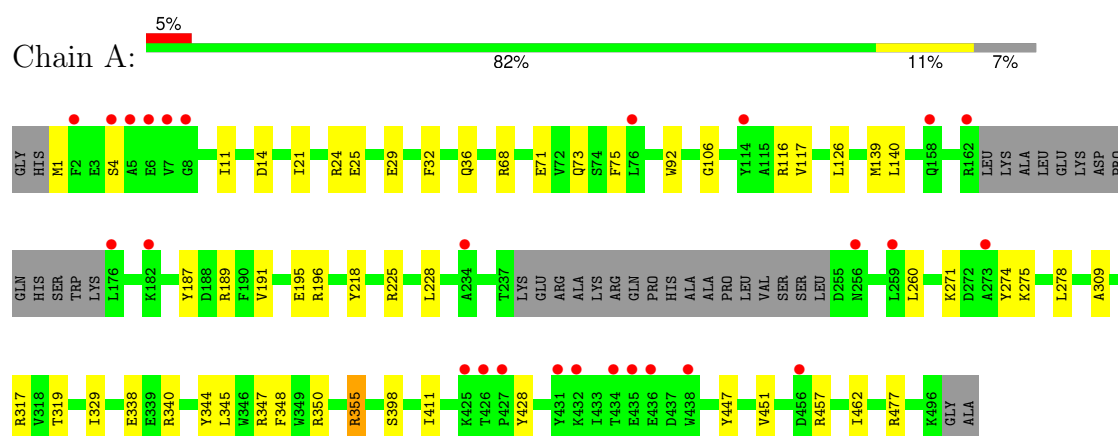 5%
Chain A:
82% 11% 7%
GLY HIS M1 F2 E3 S4 A5 E6 V7 G8 I11 D14 I21 R24 E25 E29 F32 Q36 R68 E71 V72 Q73 S74 F75 L76 W92 G106 Y114 A115 R116 V117 L126 M139 L140 Q158 R162 LEU LYS ALA LEU GLU LYS ASP PRO
GLN HIS SER TRP LYS L176 K182 Y187 D188 R189 F190 V191 E195 R196 Y218 R225 L228 A234 T237 LYS GLU ARG ALA LYS ARG GLN PRO HIS ALA ALA PRO LEU VAL SER SER LEU D255 N256 L259 L260 K271 D272 A273 Y274 K275 L278 A309
R317 V318 T319 I329 E338 E339 R340 Y344 L345 W346 R347 F348 W349 R350 R355 S398 I411 K425 T426 P427 Y428 Y431 K432 I433 T434 E435 E436 D437 W438 Y447 V451 D456 R457 I462 R477 K496 GLY ALA